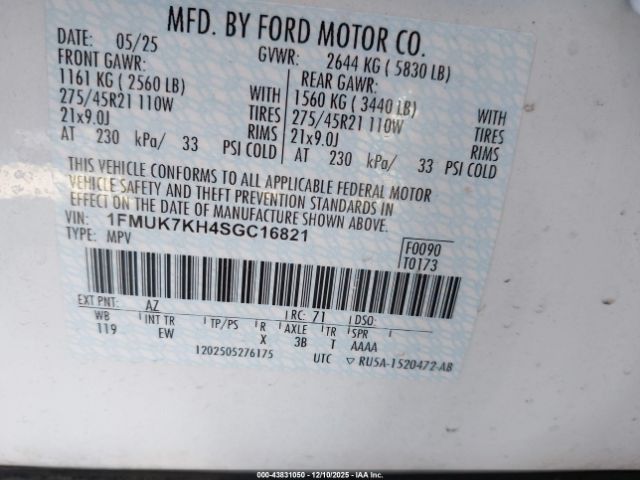 MFD. BY FORD MOTOR CO.
DATE: 05/25 GVWR: 2644 KG ( 5830 LB)
FRONT GAWR: REAR GAWR:
1161 KG ( 2560 LB) WITH 1560 KG ( 3440 LB) WITH
275/45R21 110W TIRES 275/45R21 110W TIRES
21x9.0J RIMS 21x9.0J RIMS
AT 230 kPa/ 33 PSI COLD AT 230 kPa/ 33 PSI COLD
THIS VEHICLE CONFORMS TO ALL APPLICABLE FEDERAL MOTOR
VEHICLE SAFETY AND THEFT PREVENTION STANDARDS IN
EFFECT ON THE DATE OF MANUFACTURE SHOWN ABOVE.
VIN: 1FMUK7KH4SGC16821
TYPE: MPV
F0090
T0173
EXT PNT: AZ RC: 71 DSO:
WB INT TR TP/PS R AXLE TR SPR
119 EW X 3B T AAAA
1202505276175 UTC ▽ RU5A-1520472-AB
000-43831050 • 12/10/2025 • IAAI Inc.